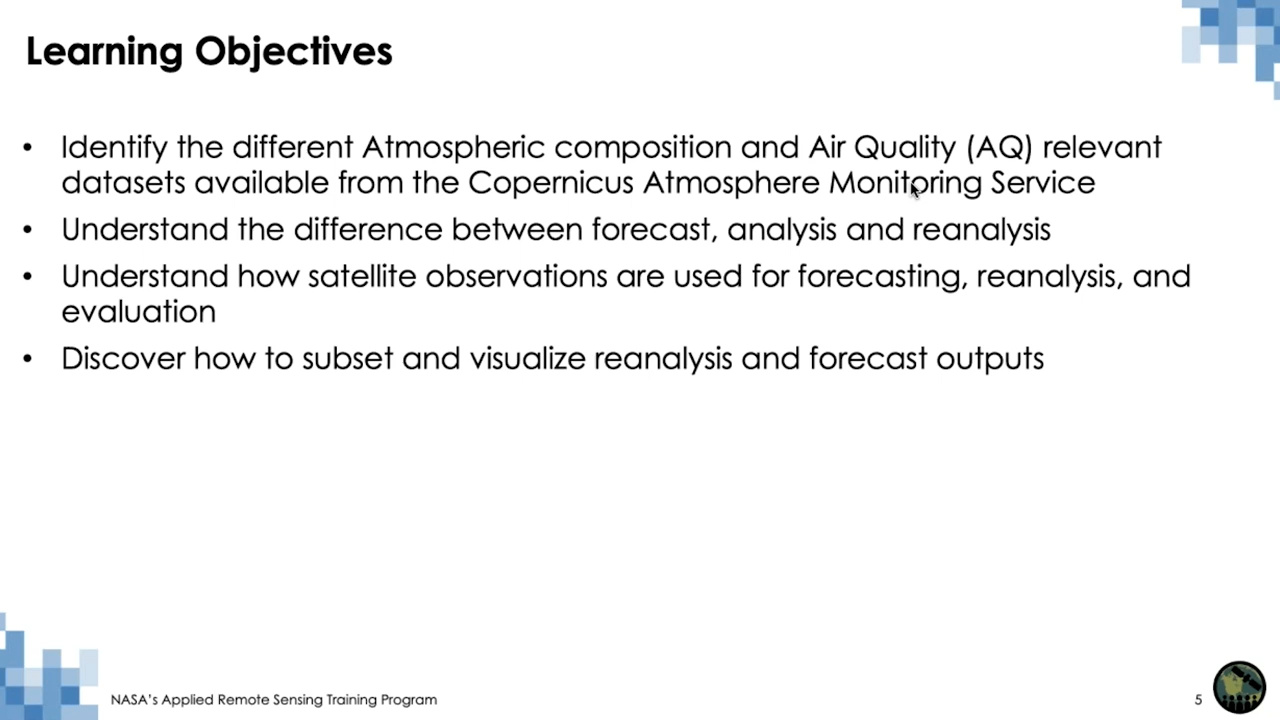 Learning Objectives
• Identify the different Atmospheric composition and Air Quality (AQ) relevant
datasets available from the Copernicus Atmosphere Monitoring Service
• Understand the difference between forecast, analysis and reanalysis
• Understand how satellite observations are used for forecasting, reanalysis, and
evaluation
• Discover how to subset and visualize reanalysis and forecast outputs
NASA's Applied Remote Sensing Training Program
5